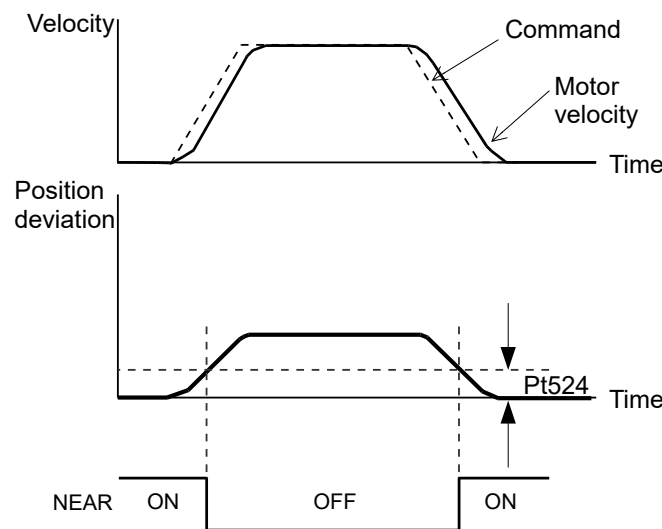 Velocity
Command
Motor
velocity
Time
Position
deviation
Pt524
Time
NEAR
ON
OFF
ON